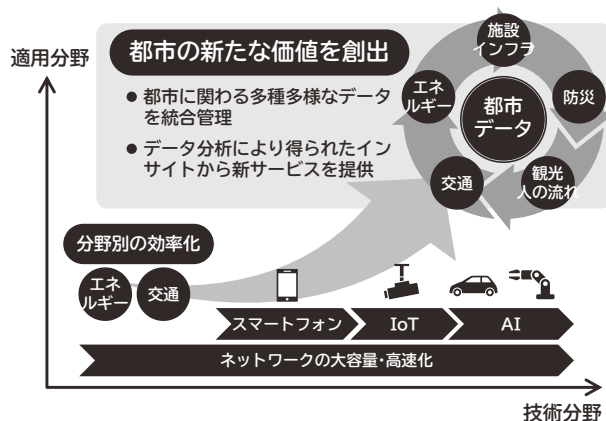 適用分野
都市の新たな価値を創出
● 都市に関わる多種多様なデータ
を統合管理
● データ分析により得られたイン
サイトから新サービスを提供
施設
インフラ
エネ
ルギー
防災
都市
データ
交通
観光
人の流れ
分野別の効率化
エネ
ルギー
交通
スマートフォン
IoT
AI
ネットワークの大容量・高速化
技術分野